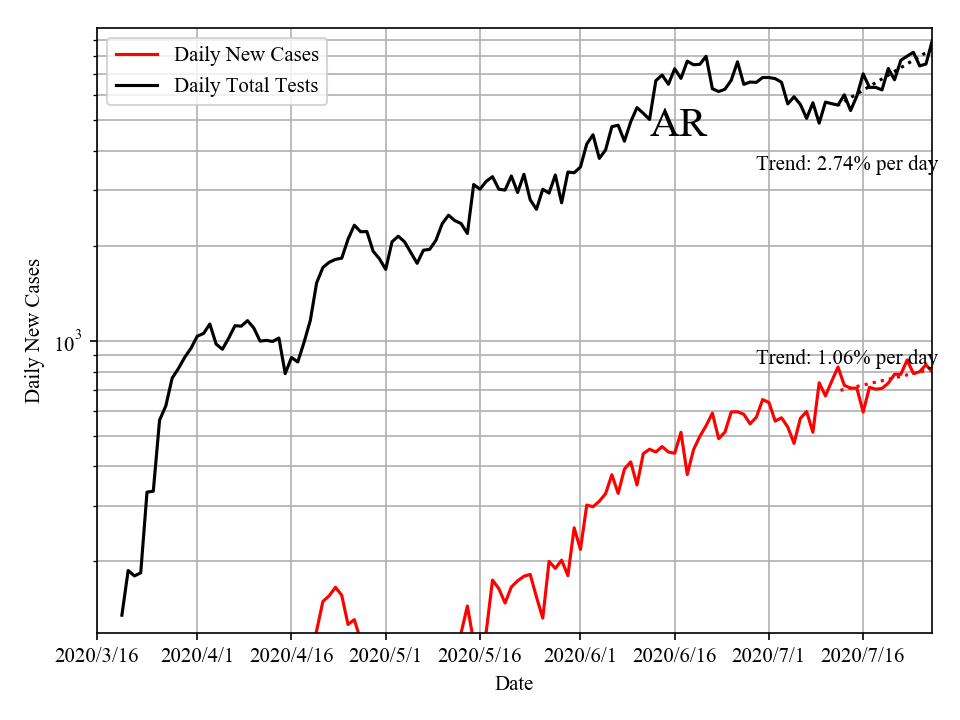 Daily New Cases
Daily Total Tests
AR
Trend: 2.74% per day
Trend: 1.06% per day
Daily New Cases
10³
2020/3/16 2020/4/1 2020/4/16 2020/5/1 2020/5/16 2020/6/1 2020/6/16 2020/7/1 2020/7/16
Date